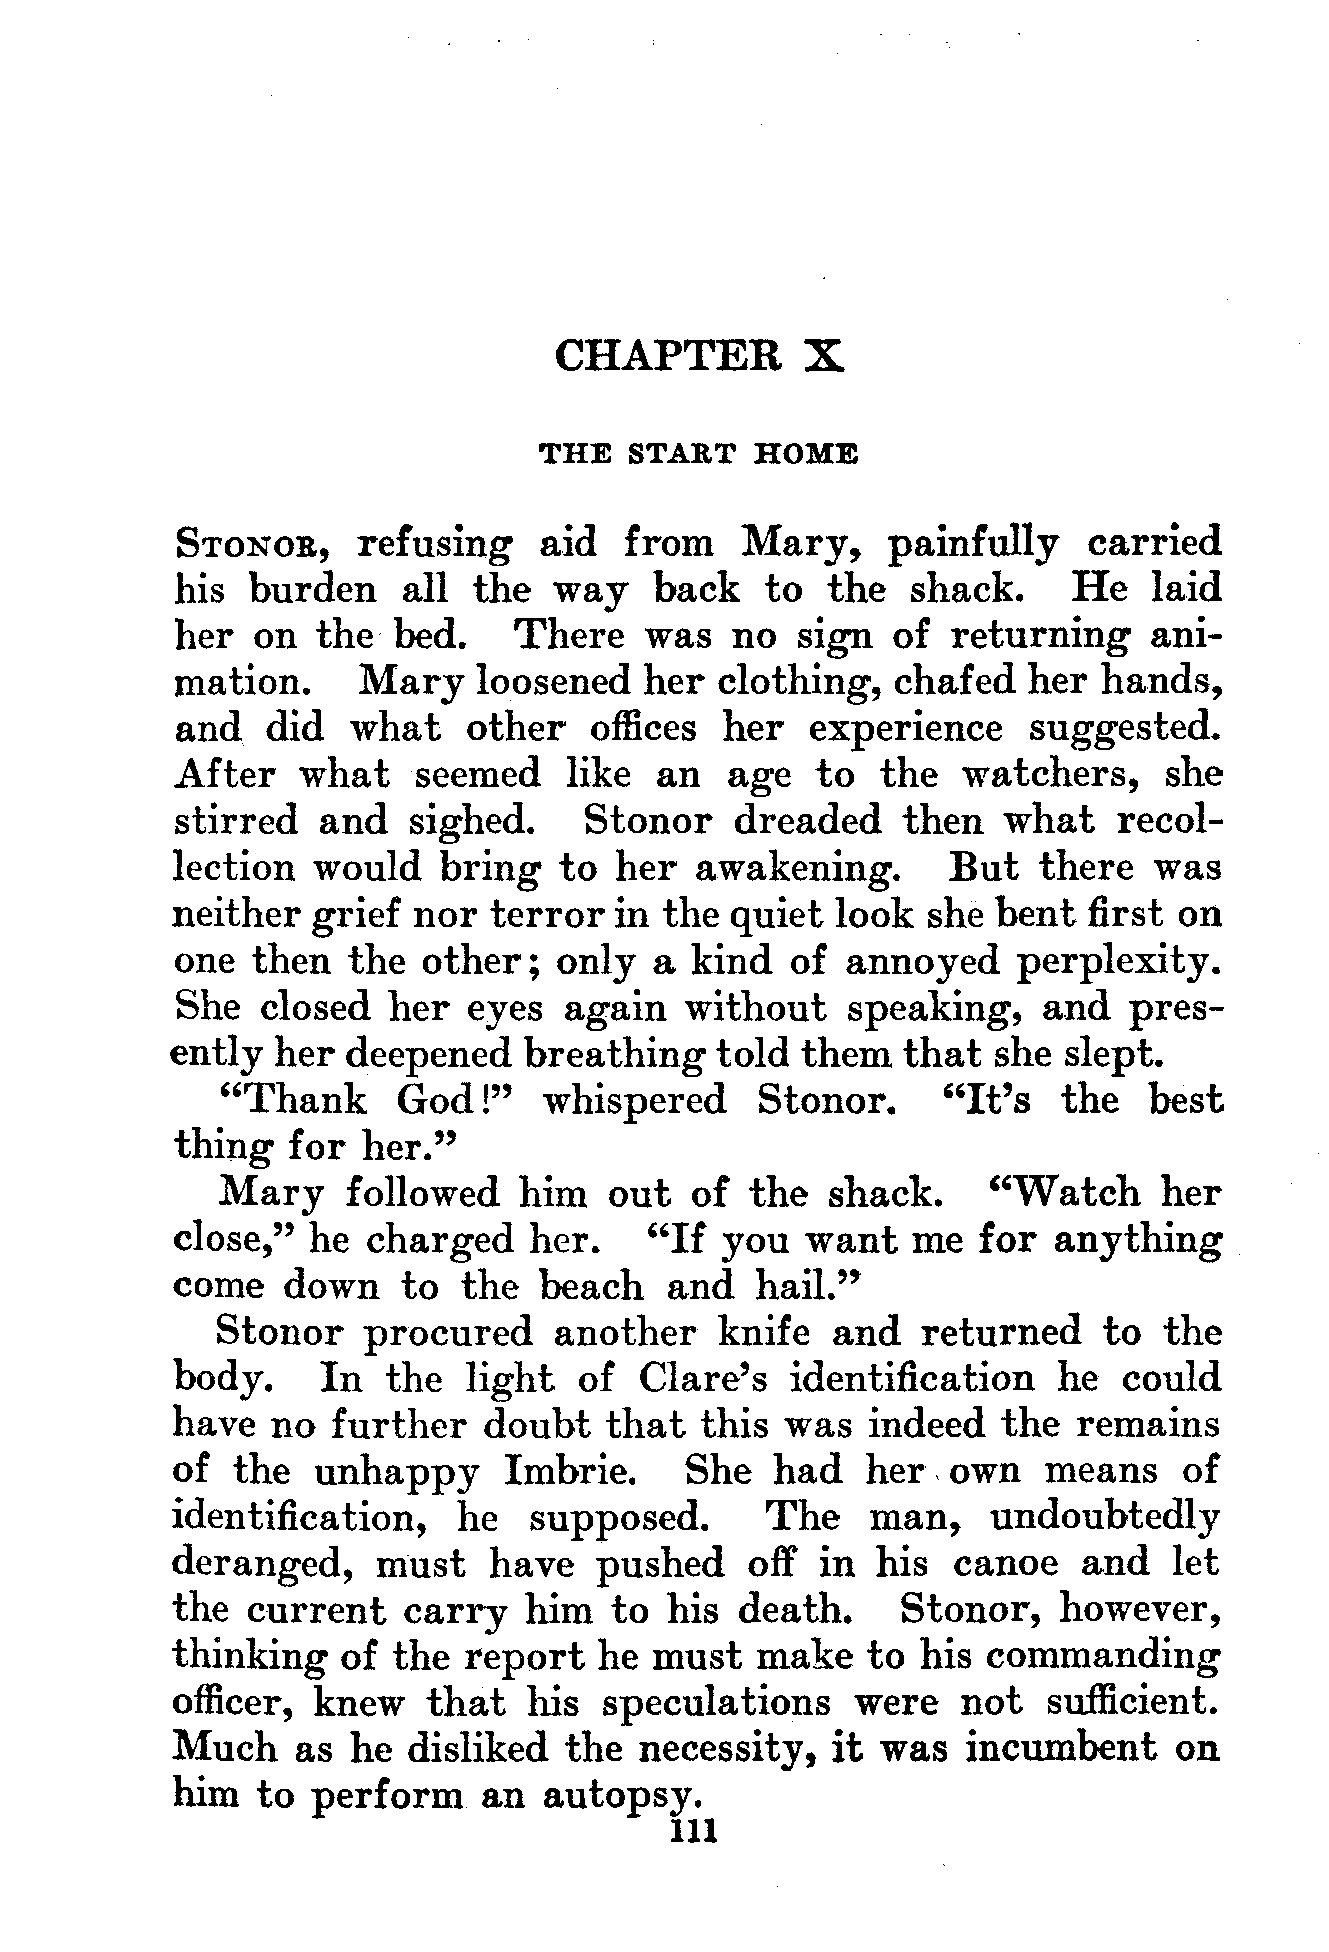 CHAPTER X
THE START HOME
STONOR, refusing aid from Mary, painfully carried
his burden all the way back to the shack. He laid
her on the bed. There was no sign of returning ani-
mation. Mary loosened her clothing, chafed her hands,
and did what other offices her experience suggested.
After what seemed like an age to the watchers, she
stirred and sighed. Stonor dreaded then what recol-
lection would bring to her awakening. But there was
neither grief nor terror in the quiet look she bent first on
one then the other; only a kind of annoyed perplexity.
She closed her eyes again without speaking, and pres-
ently her deepened breathing told them that she slept.
“Thank God!” whispered Stonor. “It’s the best
thing for her.”
Mary followed him out of the shack. “Watch her
close,” he charged her. “If you want me for anything
come down to the beach and hail.”
Stonor procured another knife and returned to the
body. In the light of Clare’s identification he could
have no further doubt that this was indeed the remains
of the unhappy Imbrie. She had her own means of
identification, he supposed. The man, undoubtedly
deranged, must have pushed off in his canoe and let
the current carry him to his death. Stonor, however,
thinking of the report he must make to his commanding
officer, knew that his speculations were not sufficient.
Much as he disliked the necessity, it was incumbent on
him to perform an autopsy.
111